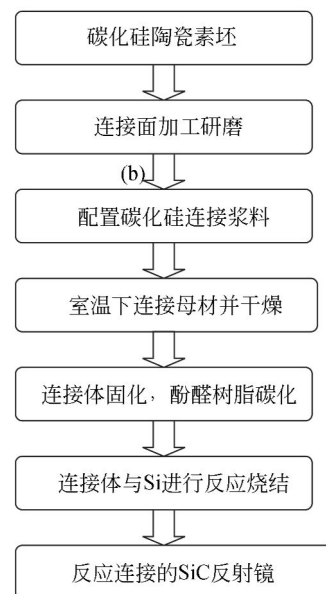 碳化硅陶瓷素坯
连接面加工研磨
(b)
配置碳化硅连接浆料
室温下连接母材并干燥
连接体固化，酚醛树脂碳化
连接体与Si进行反应烧结
反应连接的SiC反射镜